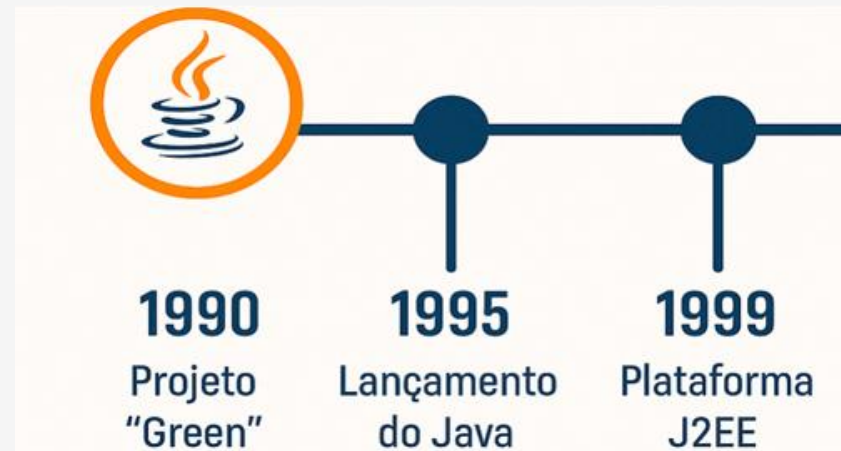 1990
Projeto
“Green”
1995
Lançamento
do Java
1999
Plataforma
J2EE